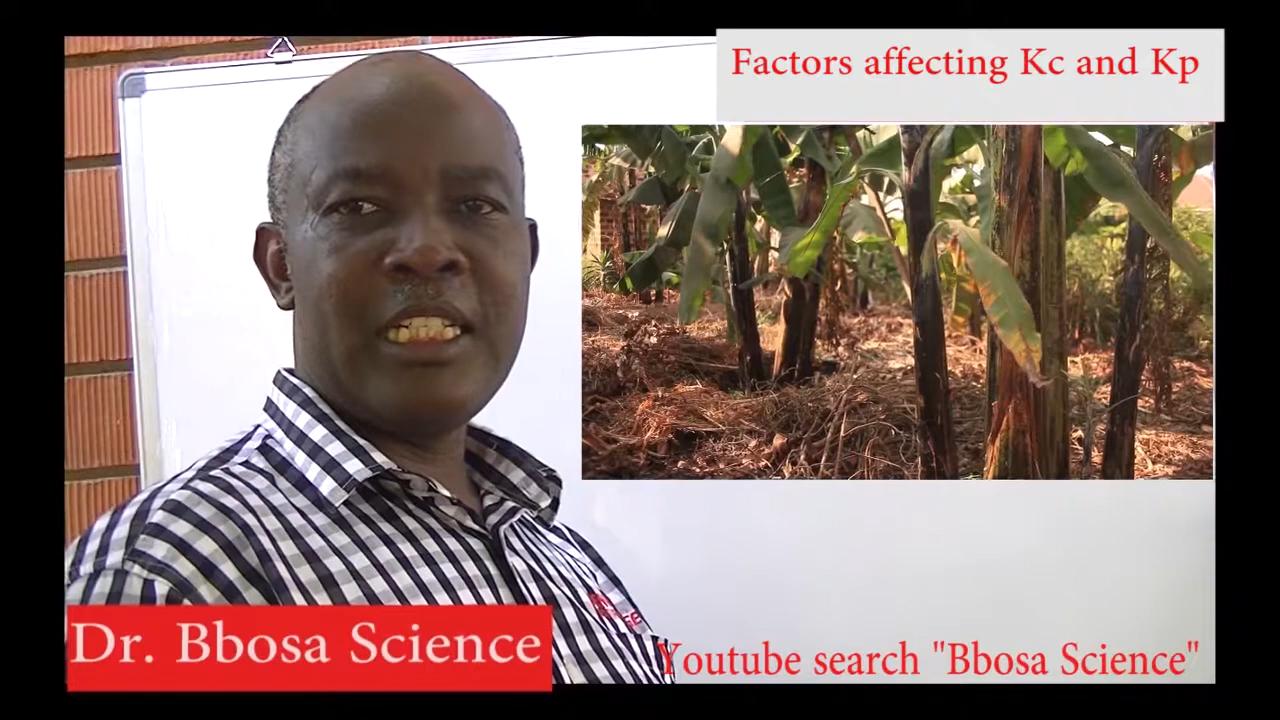 Factors affecting Kc and Kp
Dr. Bbosa Science
Youtube search "Bbosa Science"